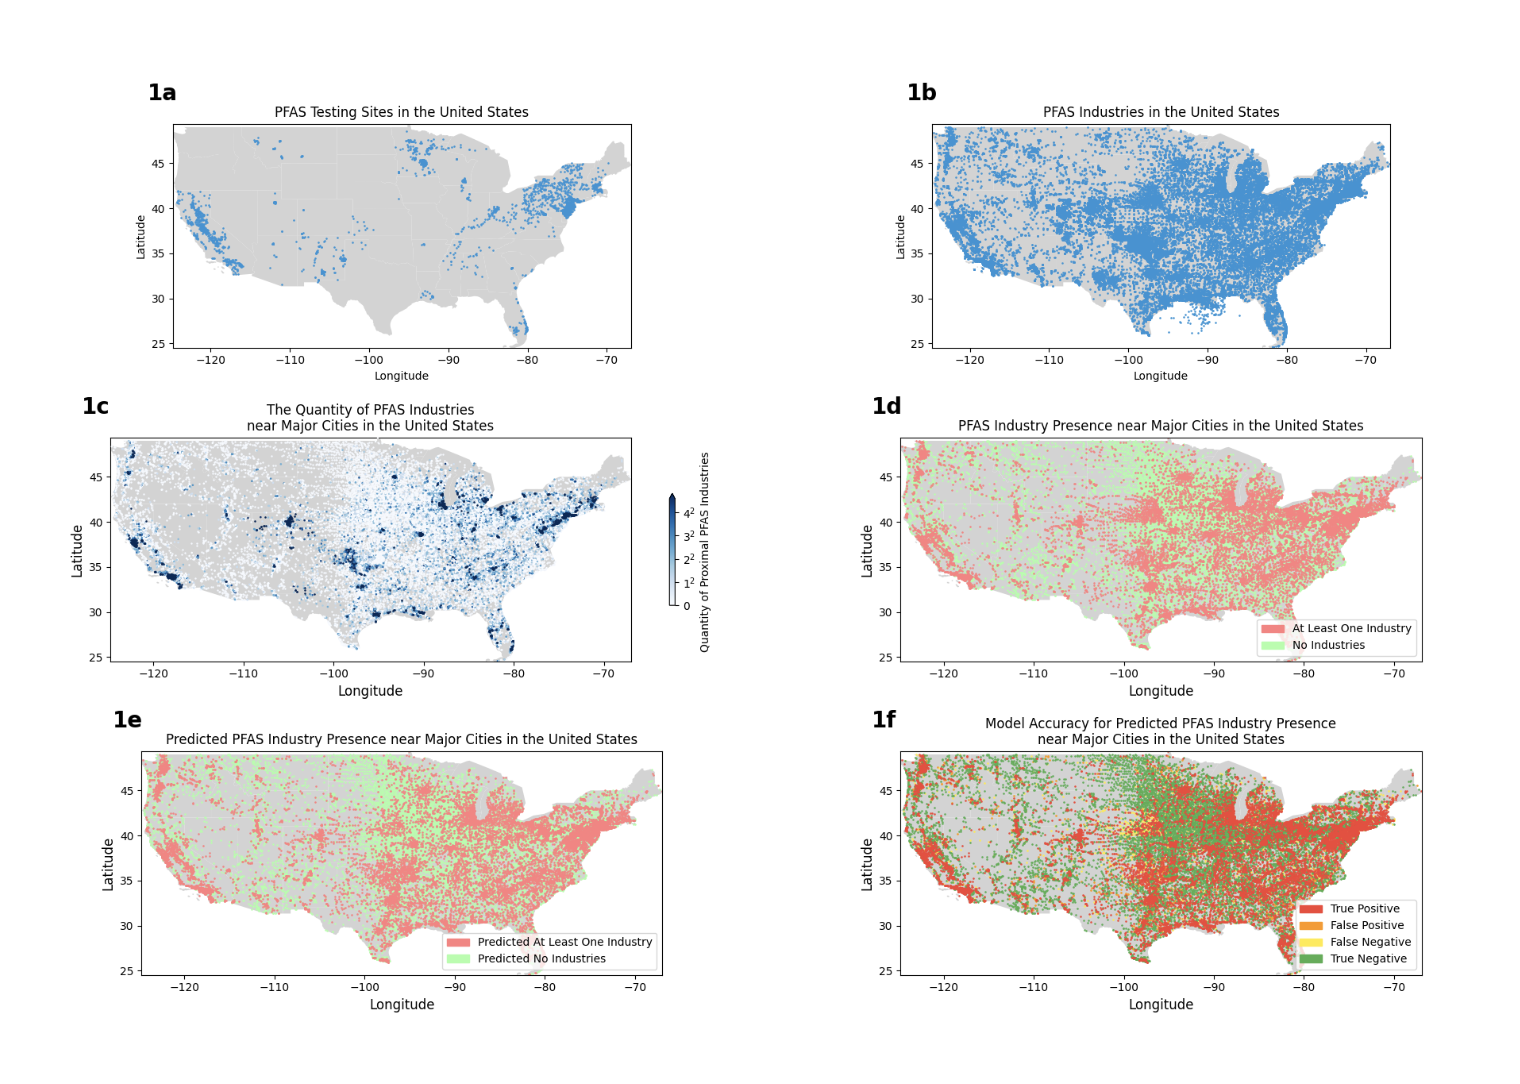 1a
PFAS Testing Sites in the United States
45
40
35
30
25
Latitude
−120
−110
−100
−90
−80
−70
Longitude
1b
PFAS Industries in the United States
45
40
35
30
25
Latitude
−120
−110
−100
−90
−80
−70
Longitude
1c
The Quantity of PFAS Industries
near Major Cities in the United States
45
40
35
30
25
Latitude
−120
−110
−100
−90
−80
−70
Longitude
4²
3²
2²
1²
0
Quantity of Proximal PFAS Industries
1d
PFAS Industry Presence near Major Cities in the United States
45
40
35
30
25
Latitude
At Least One Industry
No Industries
−120
−110
−100
−90
−80
−70
Longitude
1e
Predicted PFAS Industry Presence near Major Cities in the United States
45
40
35
30
25
Latitude
Predicted At Least One Industry
Predicted No Industries
−120
−110
−100
−90
−80
−70
Longitude
1f
Model Accuracy for Predicted PFAS Industry Presence
near Major Cities in the United States
45
40
35
30
25
Latitude
True Positive
False Positive
False Negative
True Negative
−120
−110
−100
−90
−80
−70
Longitude